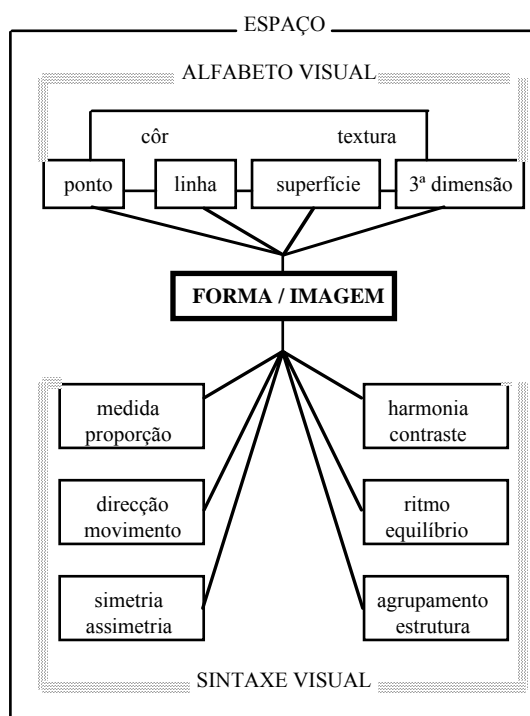 ESPAÇO
ALFABETO VISUAL
côr textura
ponto linha superfície 3ª dimensão
FORMA / IMAGEM
medida
proporção
harmonia
contraste
direcção
movimento
ritmo
equilíbrio
simetria
assimetria
agrupamento
estrutura
SINTAXE VISUAL